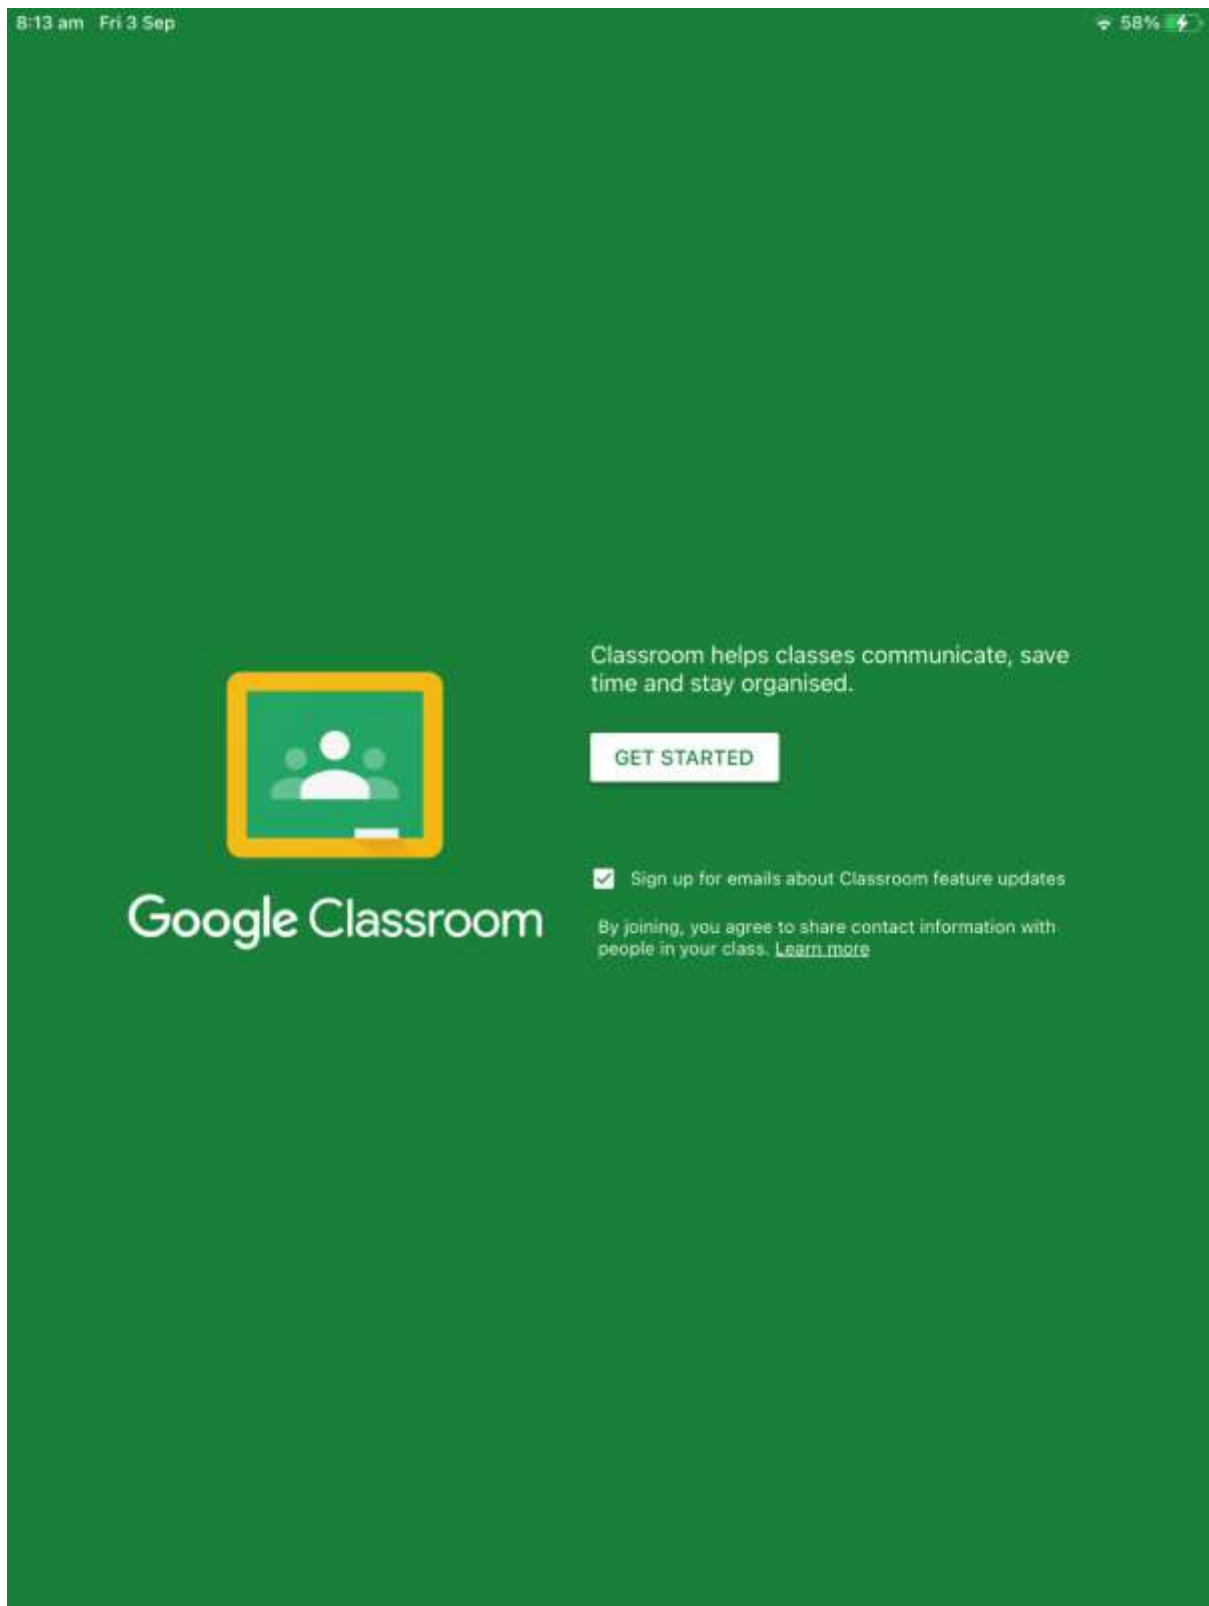 8:13 am Fri 3 Sep
58%
Classroom helps classes communicate, save
time and stay organised.
GET STARTED
Google Classroom
Sign up for emails about Classroom feature updates
By joining, you agree to share contact information with
people in your class. Learn more